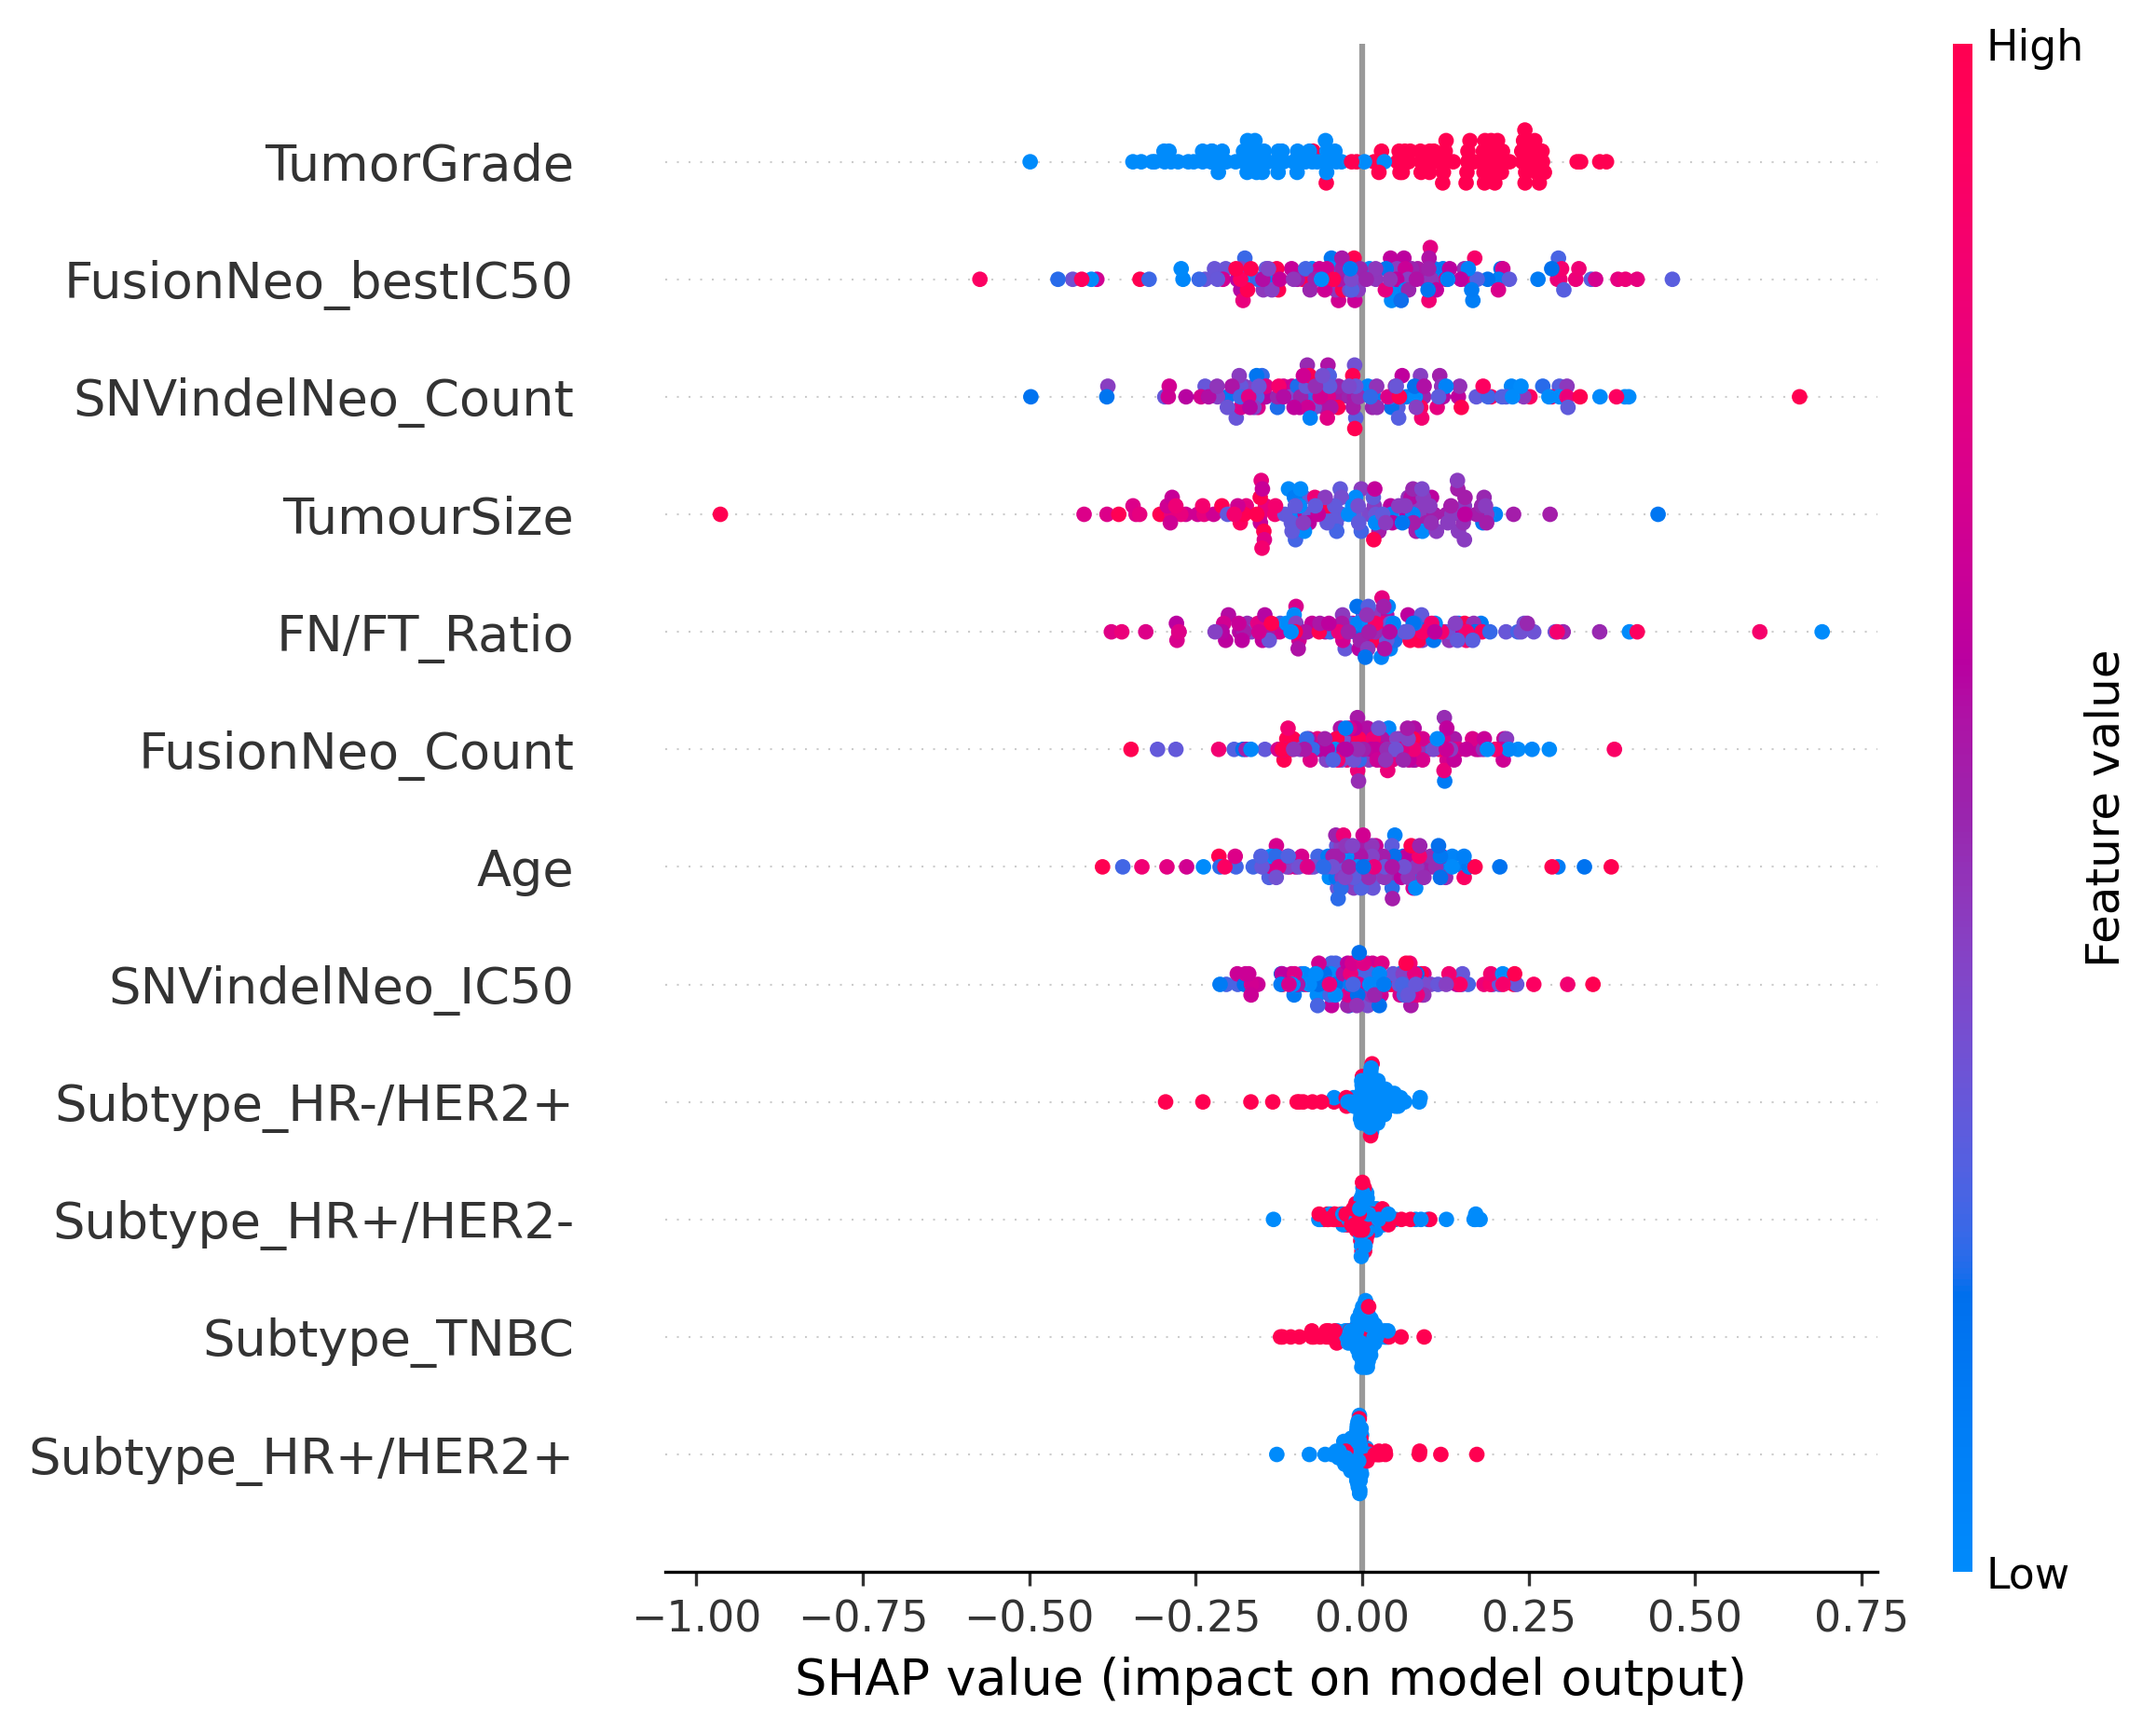 High
TumorGrade
FusionNeo_bestIC50
SNVindelNeo_Count
TumourSize
FN/FT_Ratio
FusionNeo_Count
Age
SNVindelNeo_IC50
Subtype_HR-/HER2+
Subtype_HR+/HER2-
Subtype_TNBC
Subtype_HR+/HER2+
Feature value
Low
−1.00 −0.75 −0.50 −0.25 0.00 0.25 0.50 0.75
SHAP value (impact on model output)